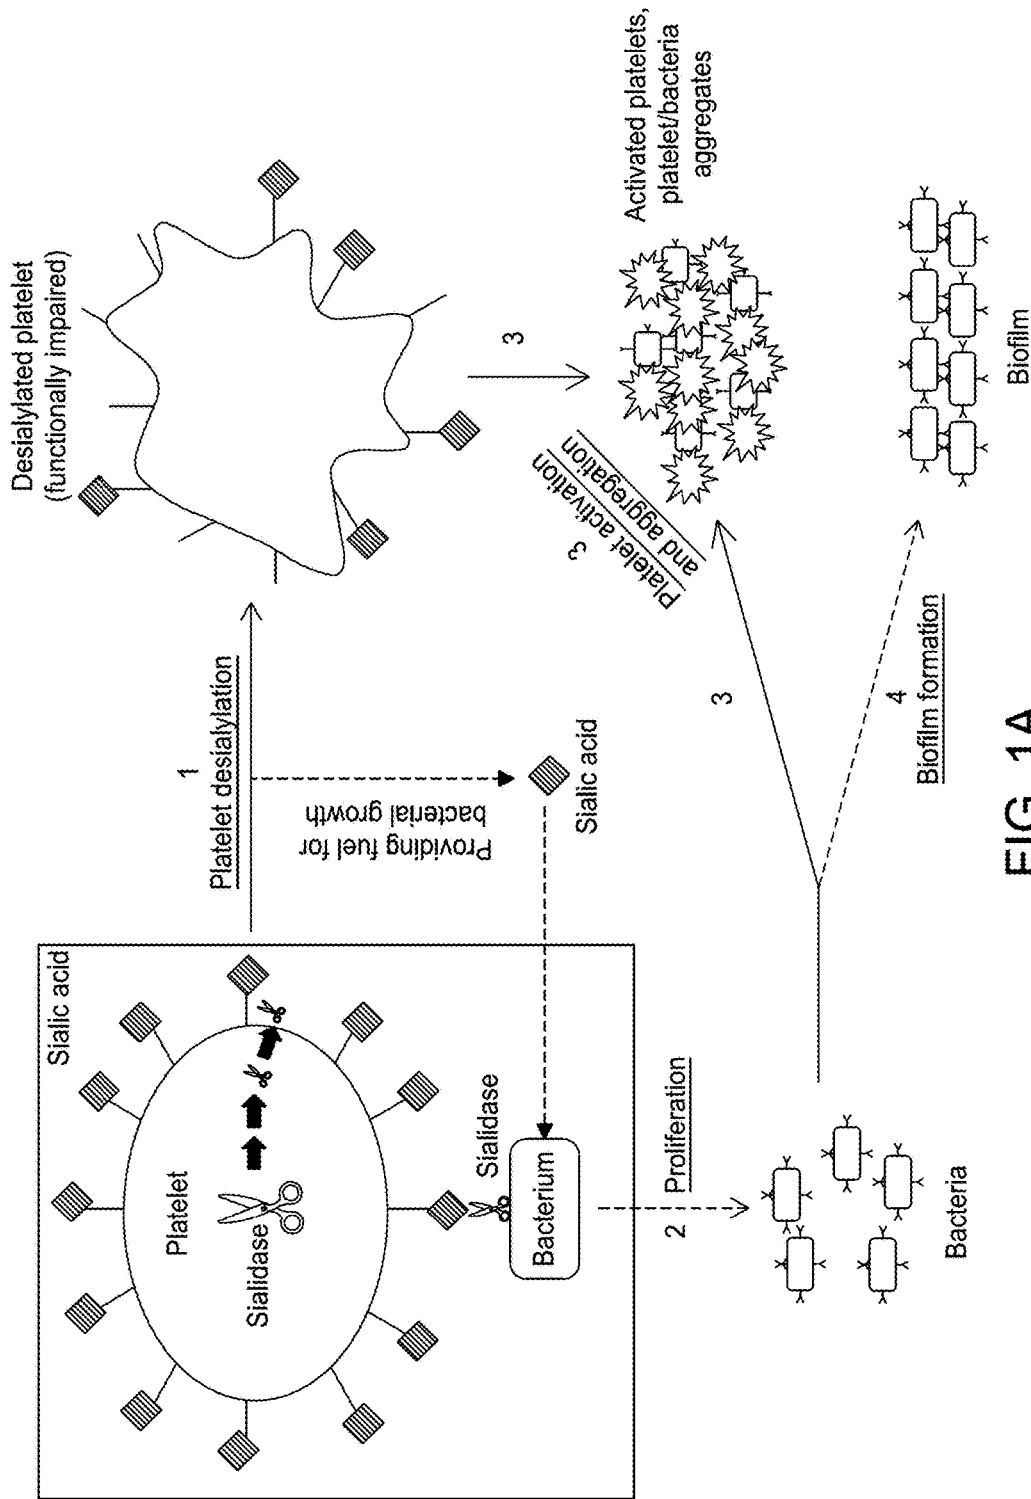 Sialic acid
Platelet
Sialidase
Sialidase
Bacterium
1
Platelet desialylation
Providing fuel for
bacterial growth
Sialic acid
Desialylated platelet
(functionally impaired)
3
3
Platelet activation
and aggregation
Activated platelets,
platelet/bacteria
aggregates
2
Proliferation
Bacteria
3
4
Biofilm formation
Biofilm
FIG. 1A